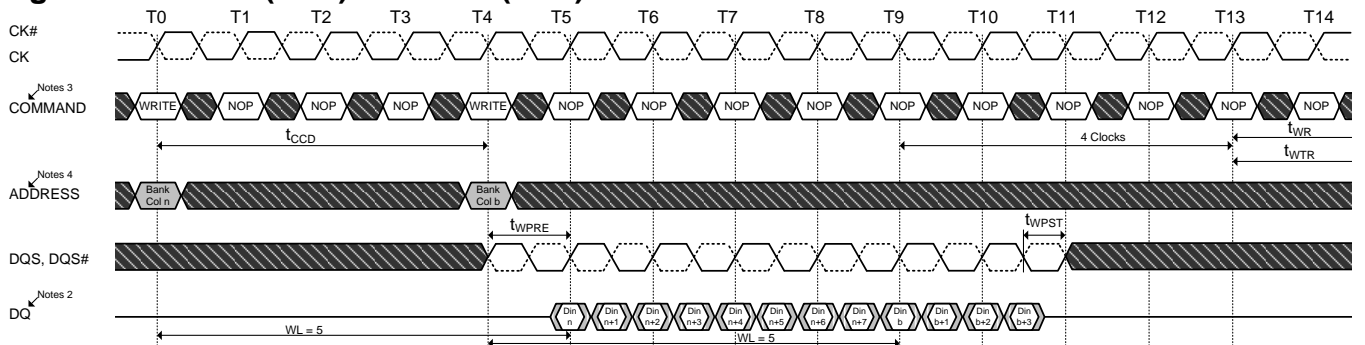 T0 T1 T2 T3 T4 T5 T6 T7 T8 T9 T10 T11 T12 T13 T14
CK#
CK
Notes 3
COMMAND
WRITE NOP NOP NOP WRITE NOP NOP NOP NOP NOP NOP NOP NOP NOP NOP
tCCD
4 Clocks
tWR
tWTR
Notes 4
ADDRESS
Bank Bank
Col n Col b
tWPRE
tWPST
DQS, DQS#
Notes 2
DQ
Din Din Din Din Din Din Din Din Din Din Din Din
n n+1 n+2 n+3 n+4 n+5 n+6 n+7 b b+1 b+2 b+3
WL = 5
WL = 5